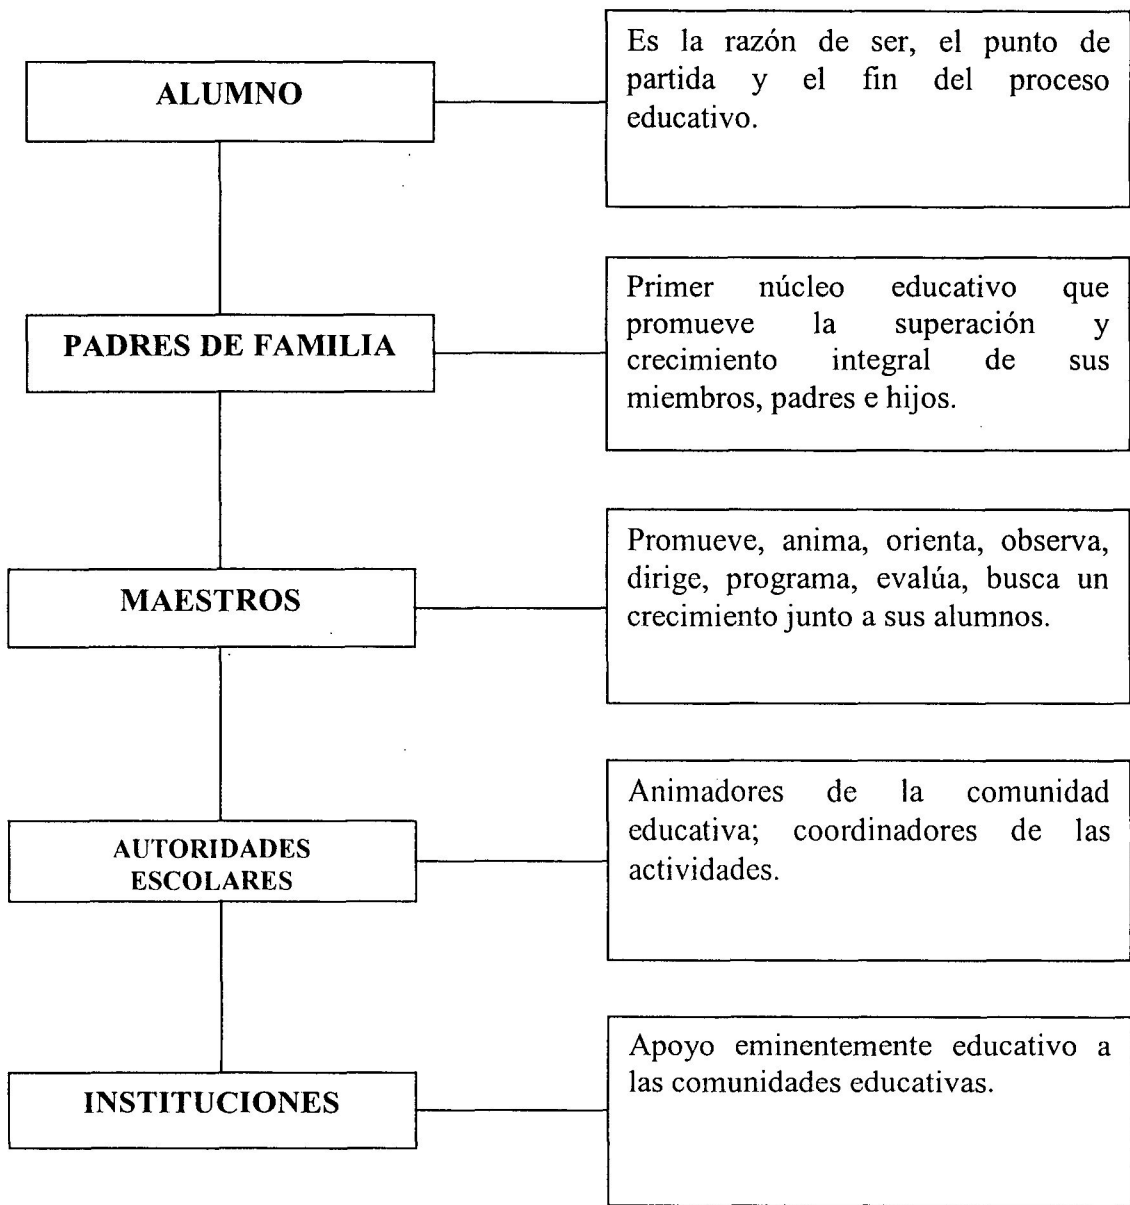 ALUMNO
Es la razón de ser, el punto de
partida y el fin del proceso
educativo.
PADRES DE FAMILIA
Primer núcleo educativo que
promueve la superación y
crecimiento integral de sus
miembros, padres e hijos.
MAESTROS
Promueve, anima, orienta, observa,
dirige, programa, evalúa, busca un
crecimiento junto a sus alumnos.
AUTORIDADES
ESCOLARES
Animadores de la comunidad
educativa; coordinadores de las
actividades.
INSTITUCIONES
Apoyo eminentemente educativo a
las comunidades educativas.